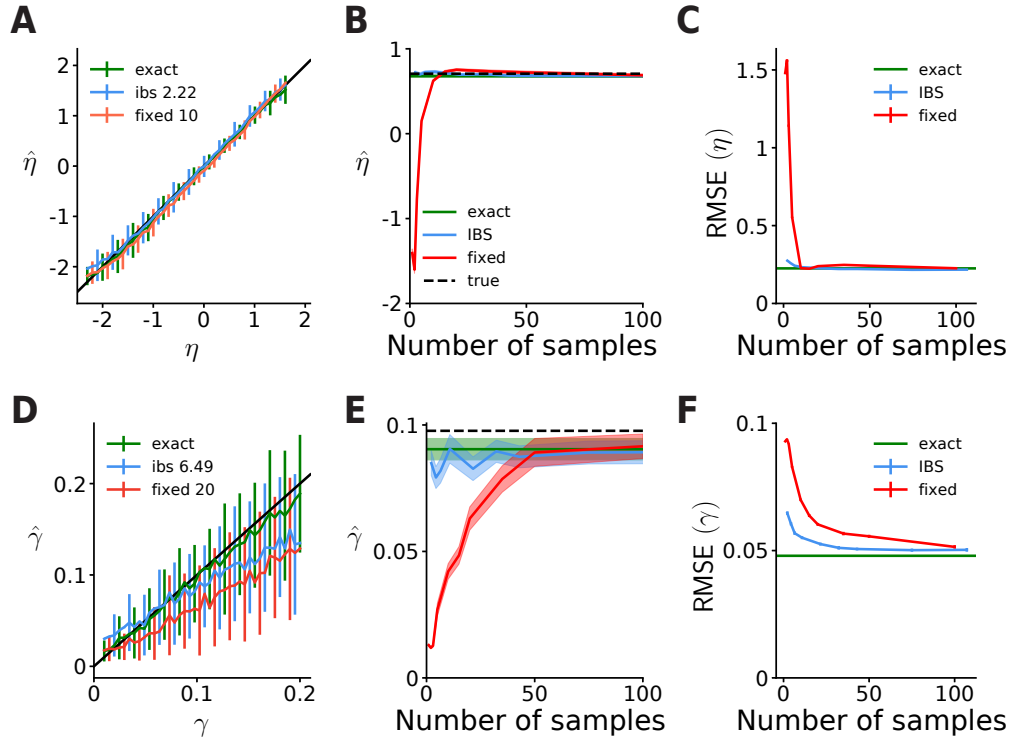 A
2
1
0
-1
-2
η̂
exact
ibs 2.22
fixed 10
-2
-1
0
1
2
η
B
1
0
-1
-2
η̂
exact
IBS
fixed
true
0
50
100
Number of samples
C
1.5
1
0.5
0
RMSE (η)
exact
IBS
fixed
0
50
100
Number of samples
D
0.2
0.1
0
γ̂
exact
ibs 6.49
fixed 20
0
0.1
0.2
γ
E
0.1
0.05
0
γ̂
0
50
100
Number of samples
F
0.1
0.05
0
RMSE (γ)
exact
IBS
fixed
0
50
100
Number of samples